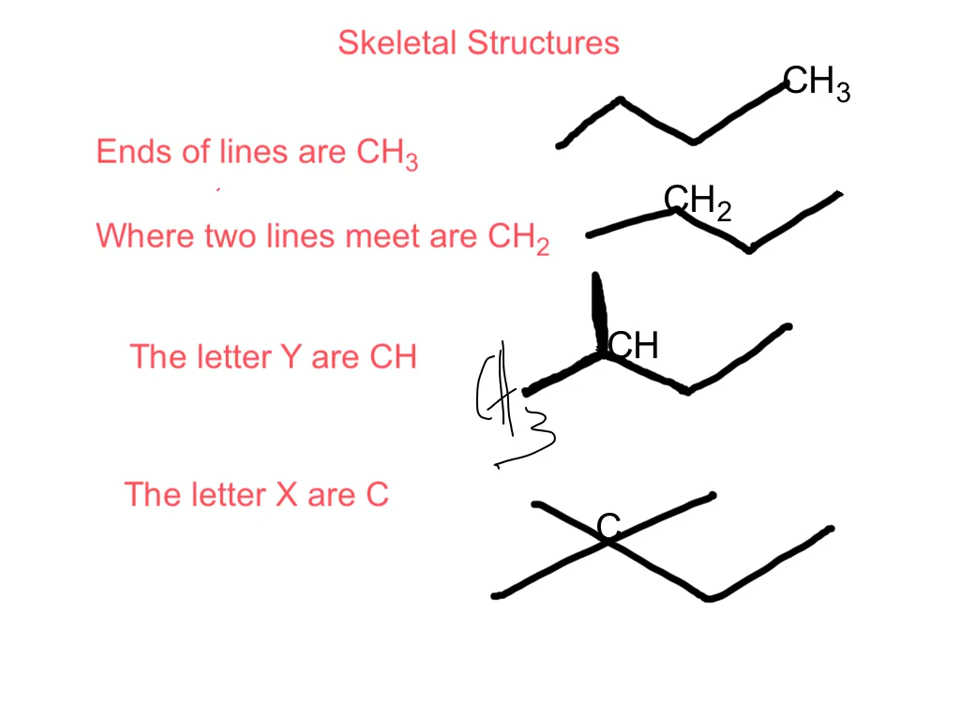 Skeletal Structures
CH3
Ends of lines are CH3
CH2
Where two lines meet are CH2
CH
The letter Y are CH
CH3
The letter X are C
C